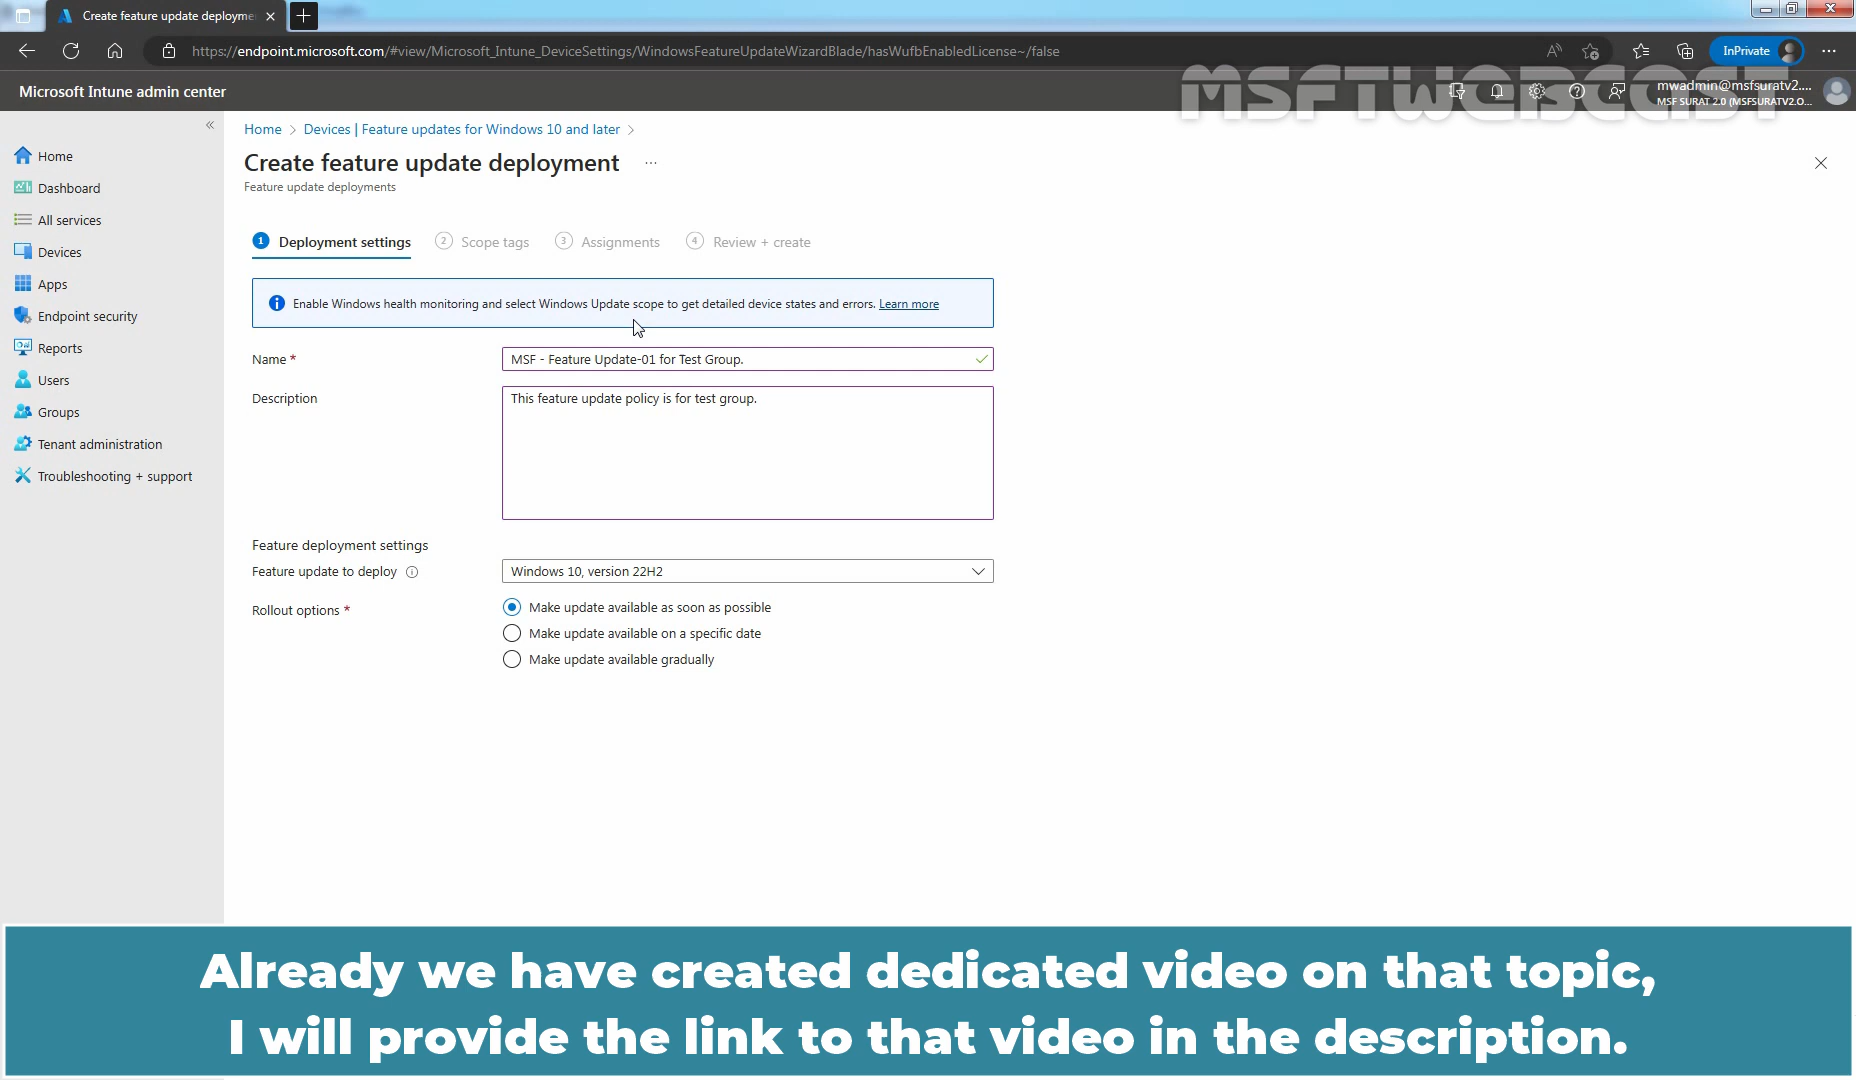 Create feature update deployme
https://endpoint.microsoft.com/#view/Microsoft_Intune_DeviceSettings/WindowsFeatureUpdateWizardBlade/hasWufbEnabledLicense~/false
InPrivate
MSFTWEBCAST
Microsoft Intune admin center
mwadmin@msfsuratv2....
MSF SURAT 2.0 (MSFSURATV2.O...
Home
Dashboard
All services
Devices
Apps
Endpoint security
Reports
Users
Groups
Tenant administration
Troubleshooting + support
Home > Devices | Feature updates for Windows 10 and later >
Create feature update deployment ...
Feature update deployments
1 Deployment settings 2 Scope tags 3 Assignments 4 Review + create
Enable Windows health monitoring and select Windows Update scope to get detailed device states and errors. Learn more
Name * MSF - Feature Update-01 for Test Group.
Description This feature update policy is for test group.
Feature deployment settings
Feature update to deploy Windows 10, version 22H2
Rollout options * Make update available as soon as possible
Make update available on a specific date
Make update available gradually
Already we have created dedicated video on that topic,
I will provide the link to that video in the description.